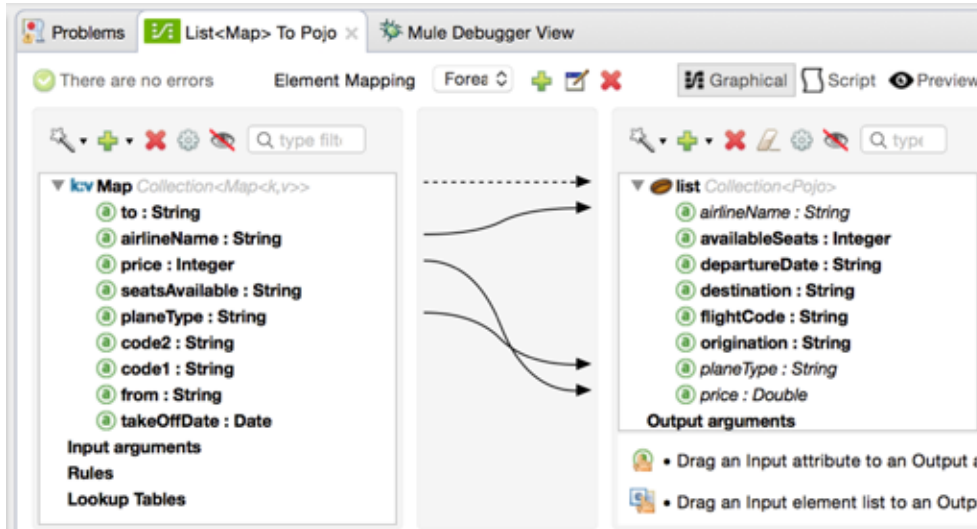 Problems List<Map> To Pojo Mule Debugger View
There are no errors Element Mapping Forea Graphical Script Preview
type filt type
k:v Map Collection<Map<k,v>>
to : String
airlineName : String
price : Integer
seatsAvailable : String
planeType : String
code2 : String
code1 : String
from : String
takeOffDate : Date
Input arguments
Rules
Lookup Tables
list Collection<Pojo>
airlineName : String
availableSeats : Integer
departureDate : String
destination : String
flightCode : String
origination : String
planeType : String
price : Double
Output arguments
• Drag an Input attribute to an Output a
• Drag an Input element list to an Outp